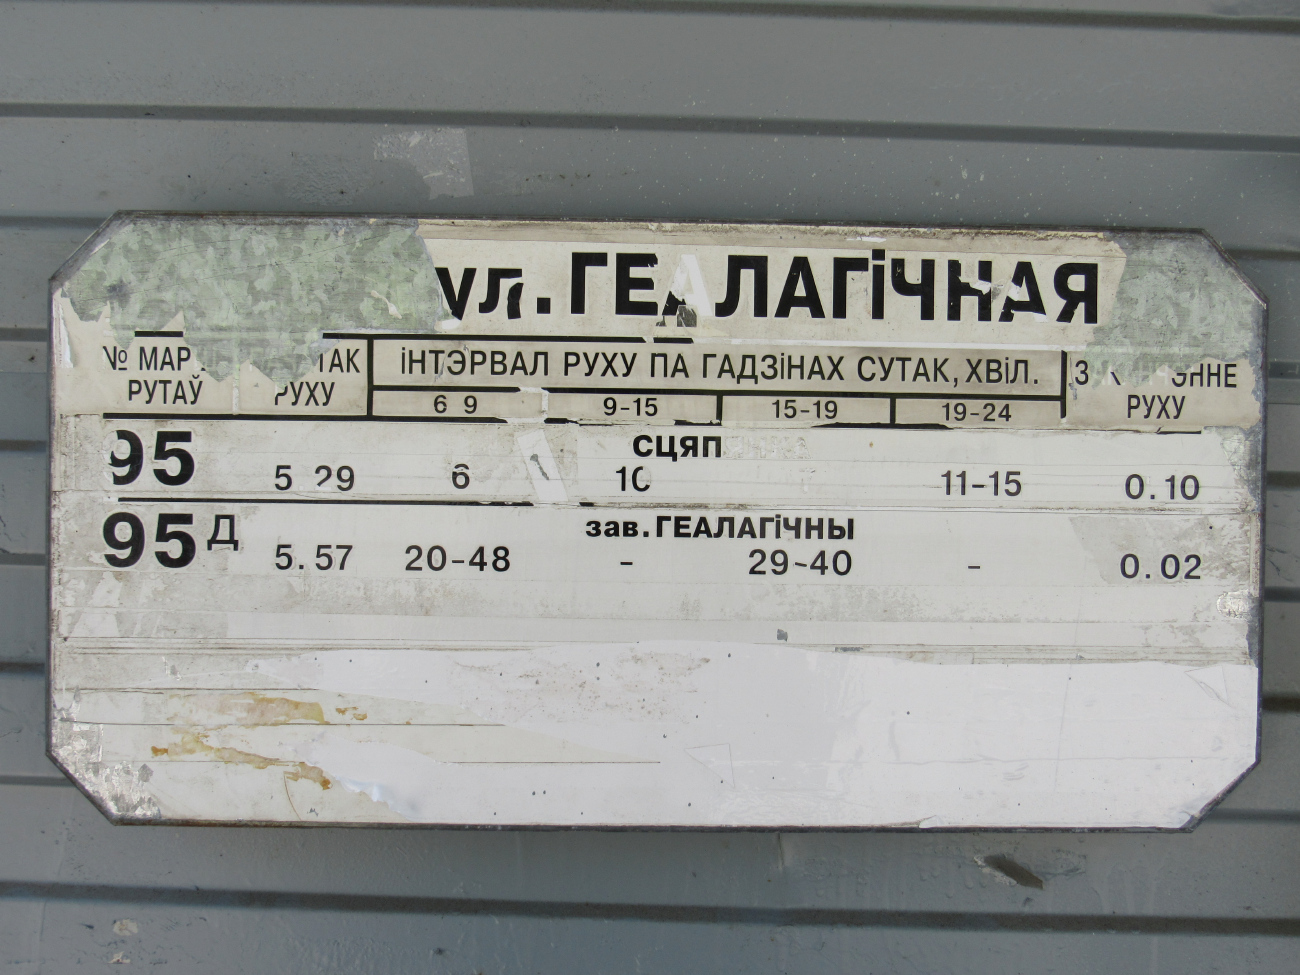 ул. ГЕАЛАГіЧНАЯ
№ МАР РУТАЎ РУХУ іНТЭРВАЛ РУХУ ПА ГАДЗіНАХ СУТАК, ХВіЛ. РУХУ
6 9 9-15 15-19 19-24
95 СЦЯП
5 29 6 10 11-15 0.10
95Д зав. ГЕАЛАГіЧНЫ
5.57 20-48 - 29-40 - 0.02